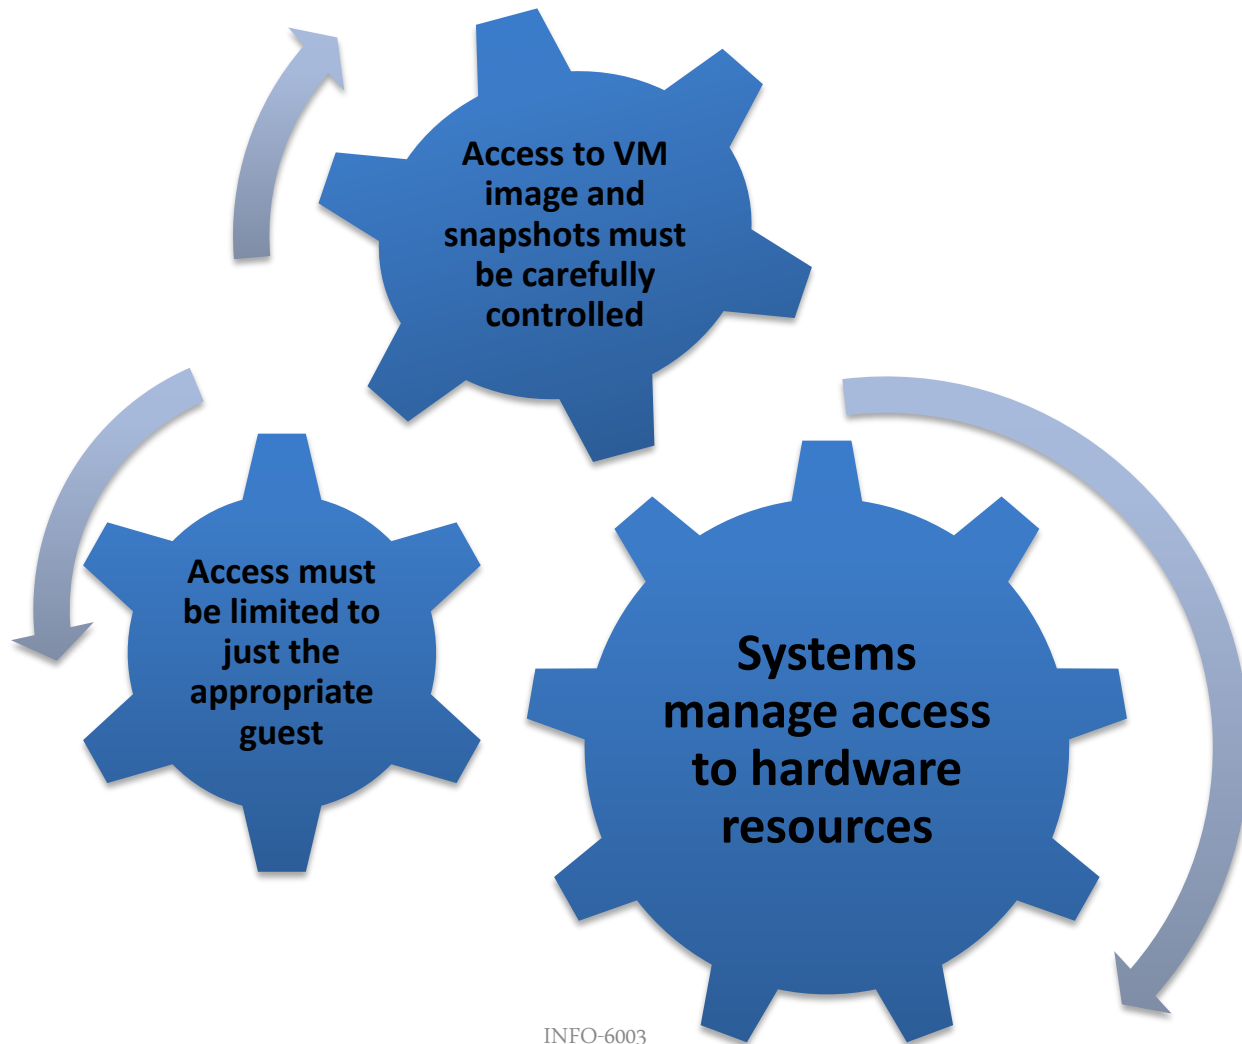 Access to VM
image and
snapshots must
be carefully
controlled
Access must
be limited to
just the
appropriate
guest
Systems
manage access
to hardware
resources
INFO-6003